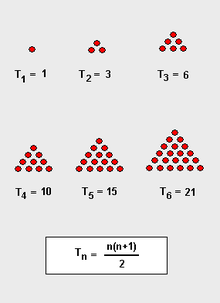 T₁ = 1 T₂ = 3 T₃ = 6
T₄ = 10 T₅ = 15 T₆ = 21
Tₙ = n(n+1)
2